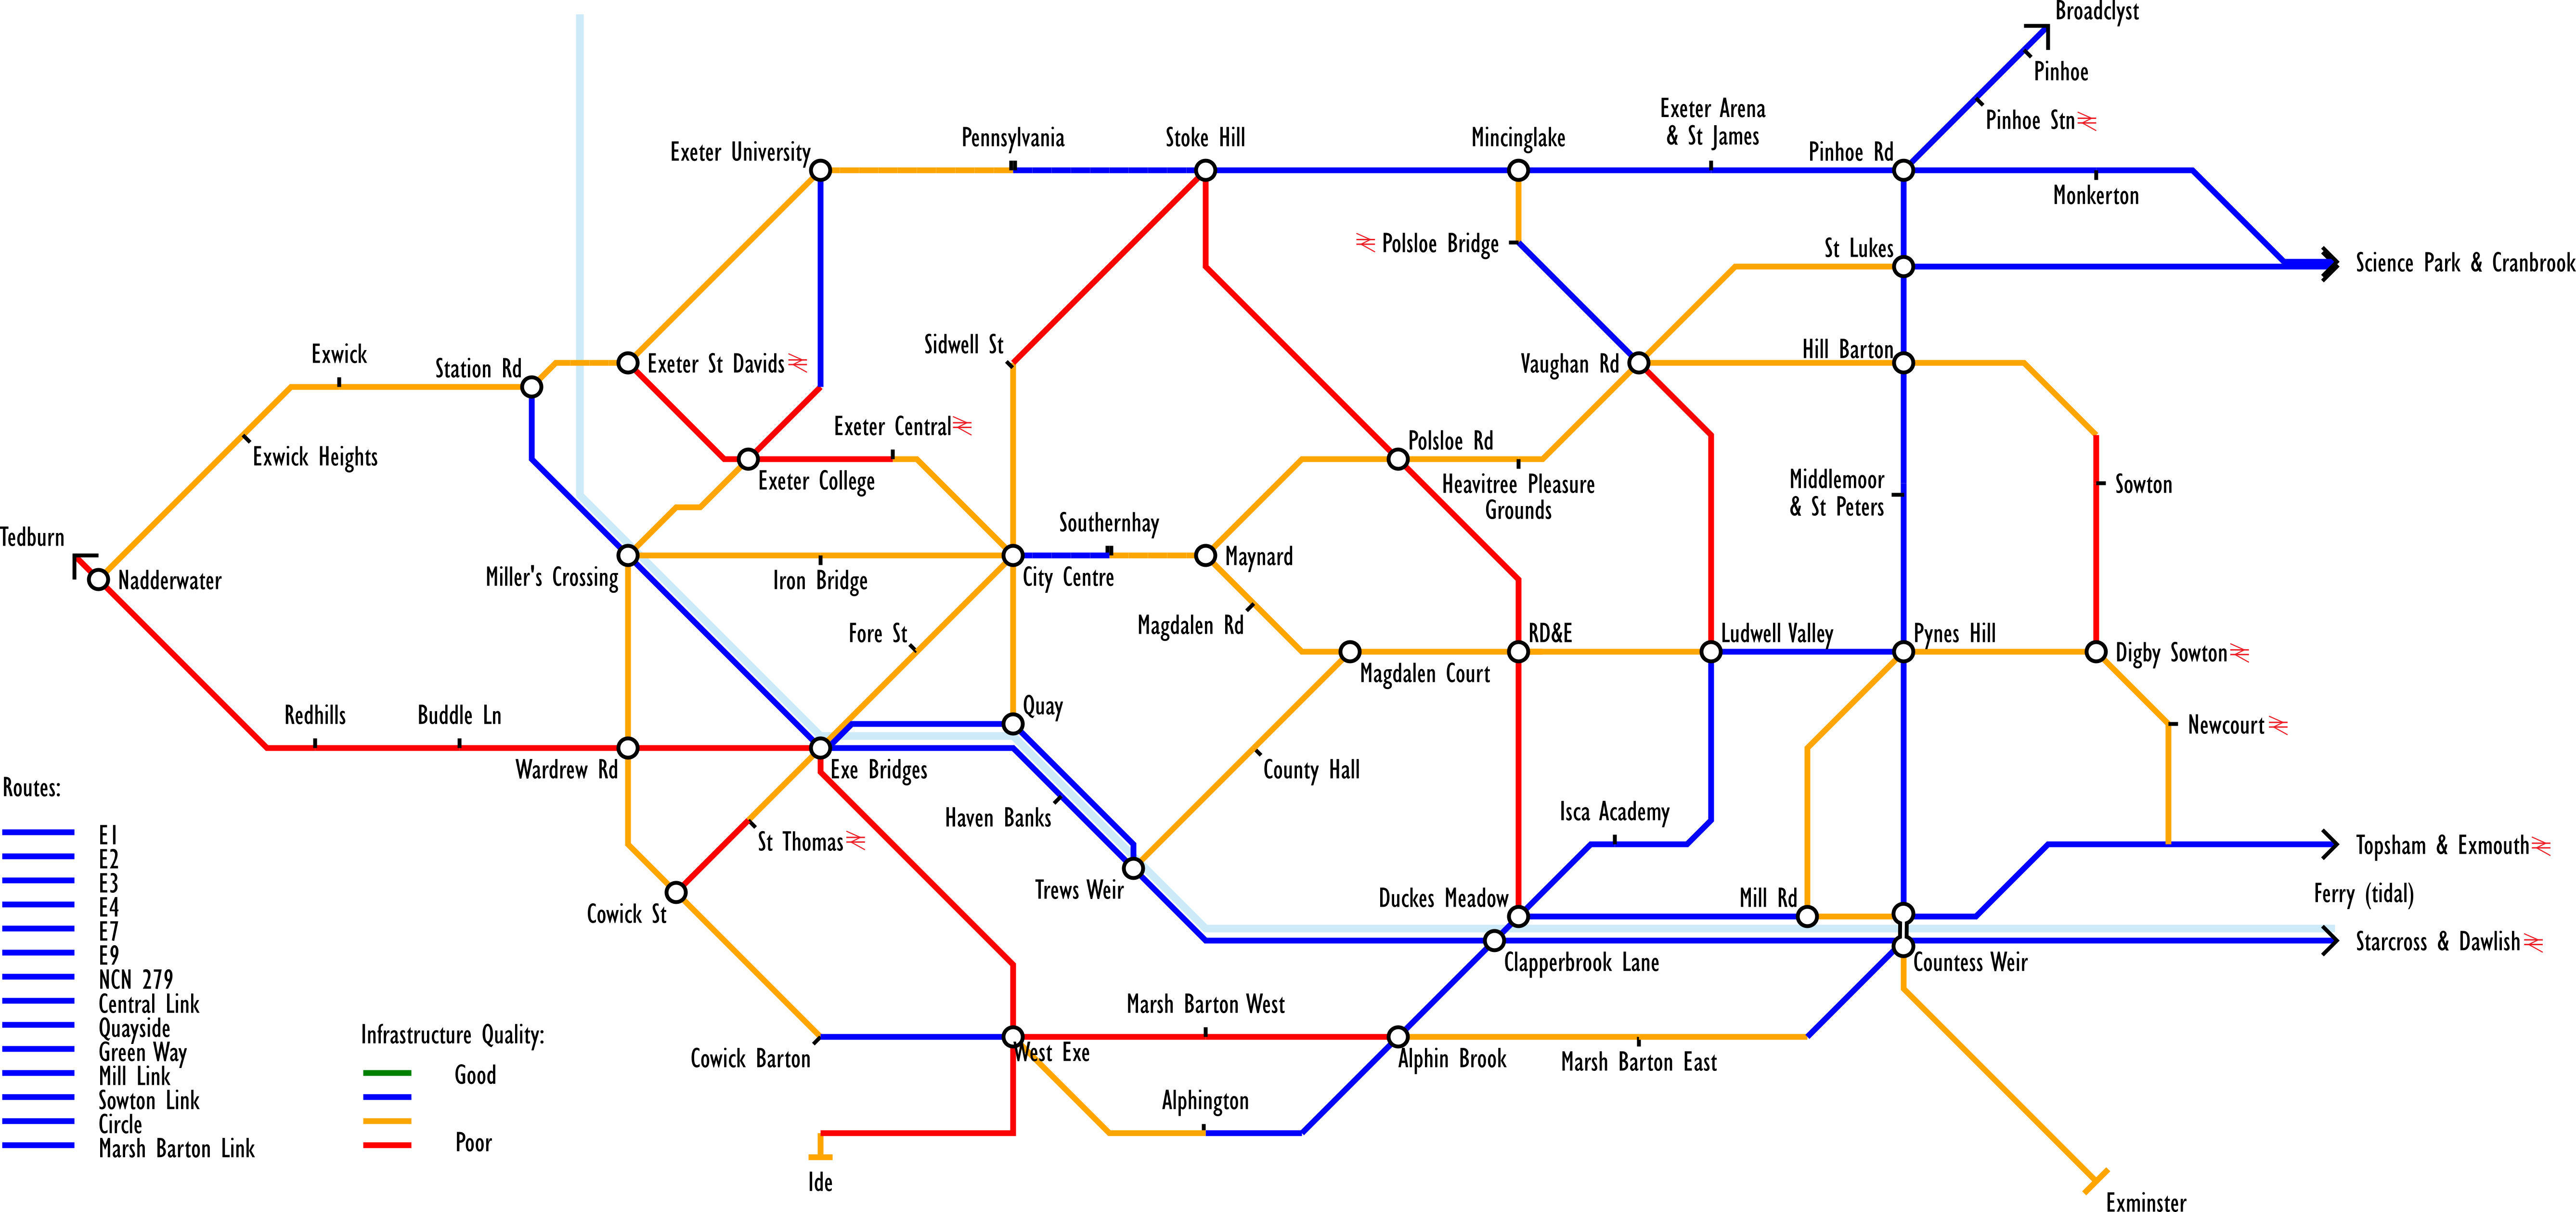 Broadclyst
Pinhoe
Pinhoe Stn
Exeter Arena
& St James
Pennsylvania
Stoke Hill
Mincinglake
Exeter University
Pinhoe Rd
Monkerton
Polsloe Bridge
St Lukes
Science Park & Cranbrook
Sidwell St
Exwick
Station Rd
Exeter St Davids
Vaughan Rd
Hill Barton
Exeter Central
Polsloe Rd
Exwick Heights
Exeter College
Heavitree Pleasure
Grounds
Middlemoor
& St Peters
Sowton
Southernhay
Tedburn
Nadderwater
Miller's Crossing
Iron Bridge
City Centre
Maynard
Fore St
Magdalen Rd
RD&E
Ludwell Valley
Pynes Hill
Digby Sowton
Magdalen Court
Redhills
Buddle Ln
Quay
Newcourt
Wardrew Rd
Exe Bridges
County Hall
Haven Banks
Isca Academy
St Thomas
Topsham & Exmouth
Trews Weir
Duckes Meadow
Mill Rd
Ferry (tidal)
Cowick St
Starcross & Dawlish
Clapperbrook Lane
Countess Weir
Marsh Barton West
Cowick Barton
West Exe
Alphin Brook
Marsh Barton East
Alphington
Ide
Exminster
Routes:
E1
E2
E3
E4
E7
E9
NCN 279
Central Link
Quayside
Green Way
Mill Link
Sowton Link
Circle
Marsh Barton Link
Infrastructure Quality:
Good
Poor